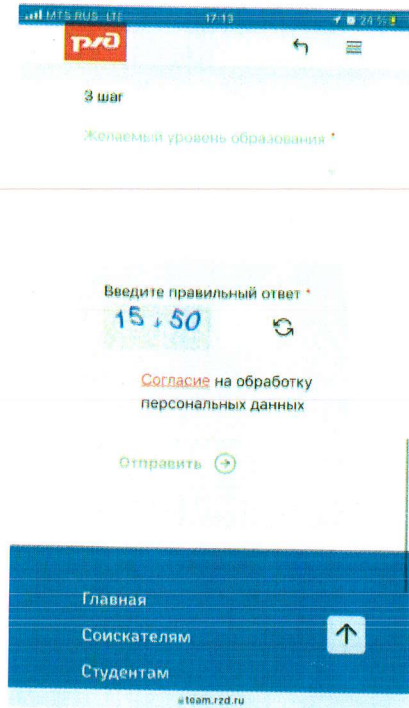 MTS RUS LTE 17:13 24 %
РЖД
3 шаг
Желаемый уровень образования *
Введите правильный ответ *
15 + 50
Согласие на обработку
персональных данных
Отправить
Главная
Соискателям
Студентам
team.rzd.ru